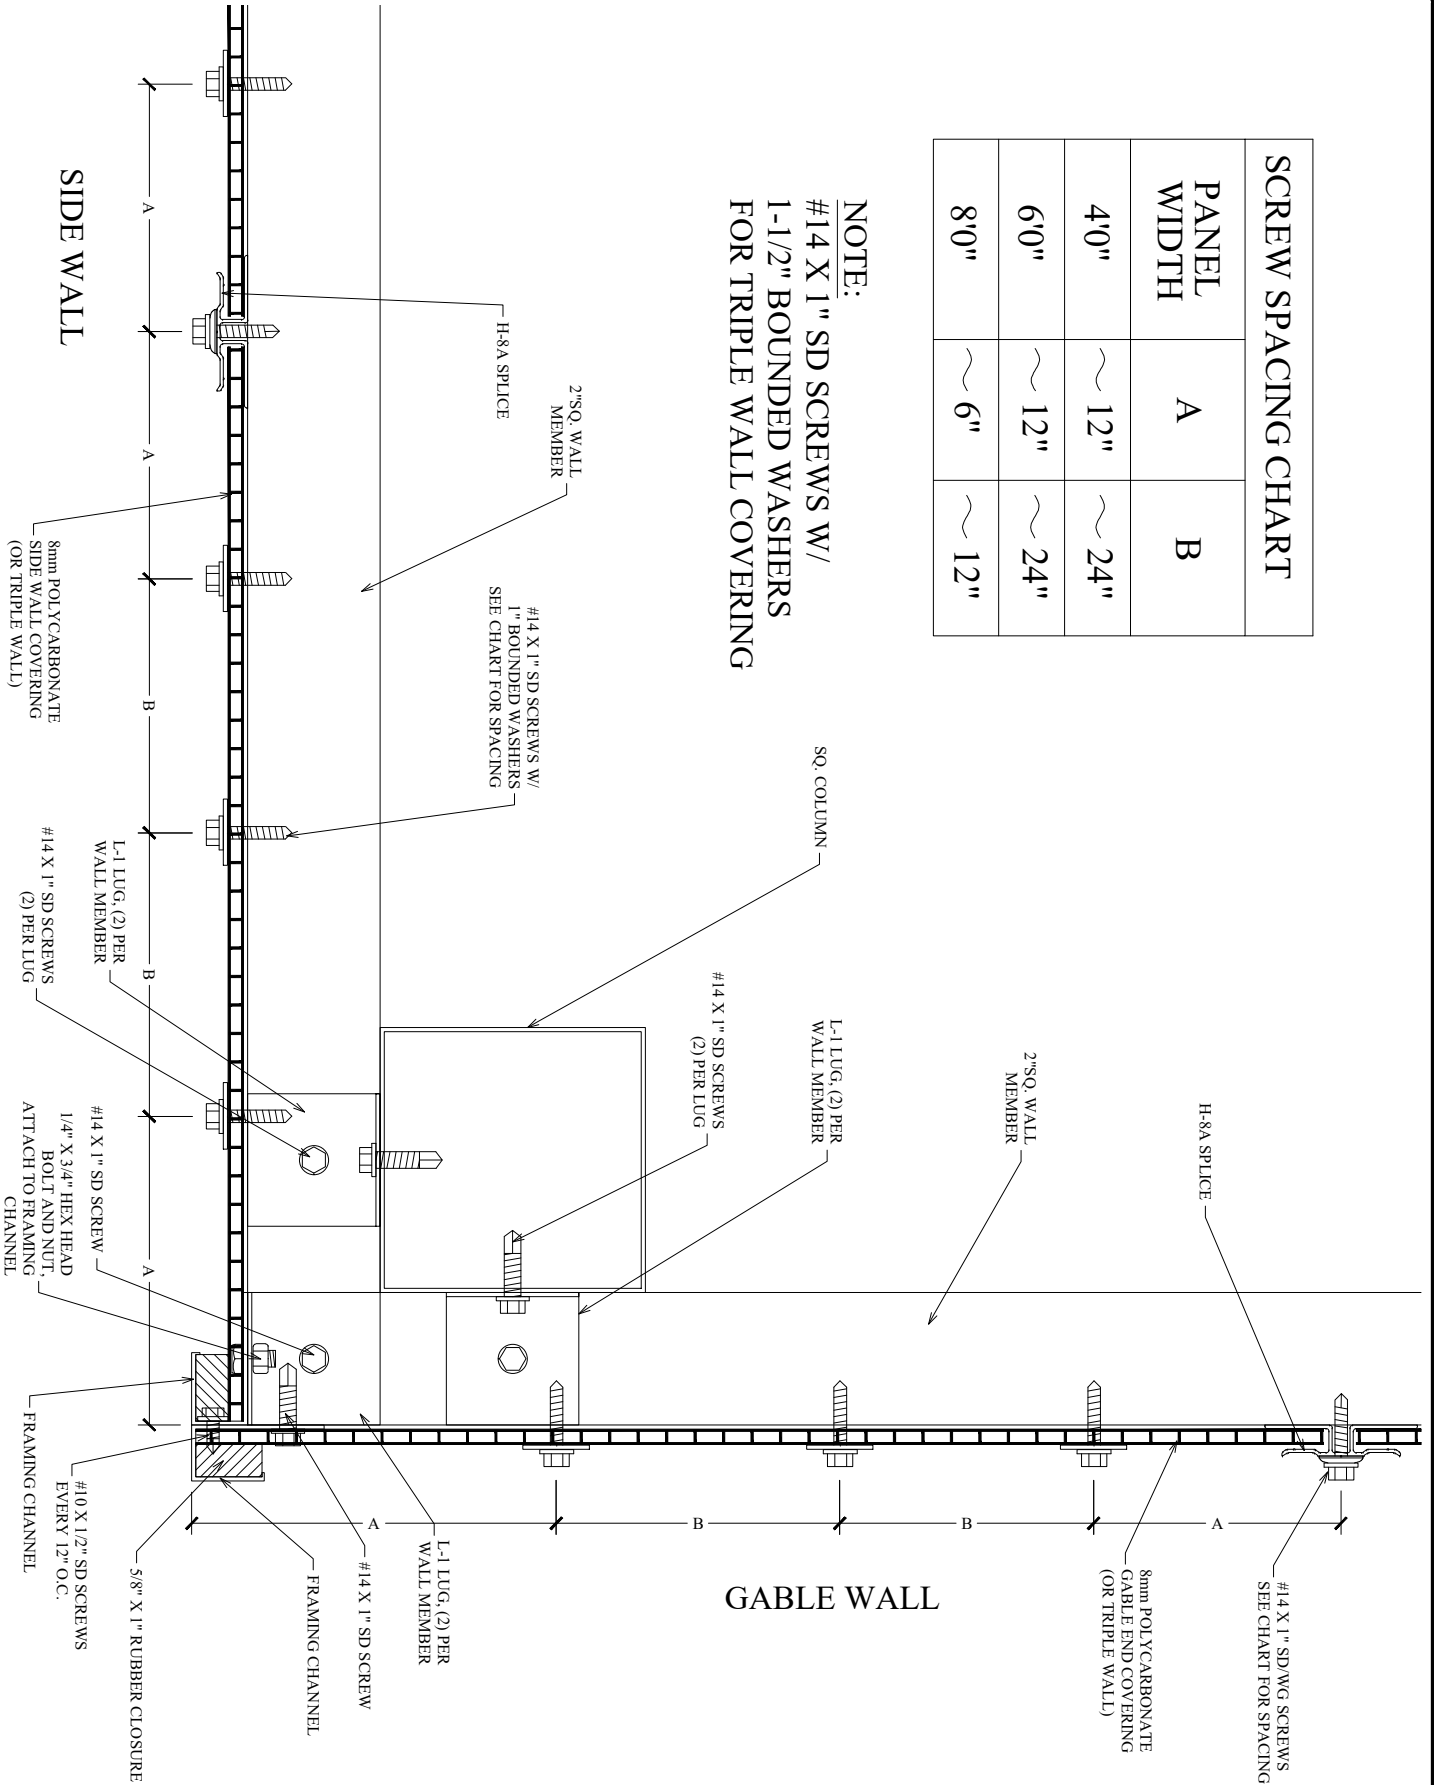 SCREW SPACING CHART
PANEL
WIDTH
A
B
4'0"
~ 12"
~ 24"
6'0"
~ 12"
~ 24"
8'0"
~ 6"
~ 12"
NOTE:
#14 X 1" SD SCREWS W/
1-1/2" BOUNDED WASHERS
FOR TRIPLE WALL COVERING
H-8A SPLICE
2"SQ. WALL
MEMBER
#14 X 1" SD SCREWS W/
1" BOUNDED WASHERS
SEE CHART FOR SPACING
SQ. COLUMN
#14 X 1" SD SCREWS
(2) PER LUG
L-1 LUG, (2) PER
WALL MEMBER
2"SQ. WALL
MEMBER
H-8A SPLICE
#14 X 1" SD/WG SCREWS
SEE CHART FOR SPACING
8mm POLYCARBONATE
GABLE END COVERING
(OR TRIPLE WALL)
A
B
B
A
GABLE WALL
L-1 LUG, (2) PER
WALL MEMBER
#14 X 1" SD SCREW
FRAMING CHANNEL
5/8" X 1" RUBBER CLOSURE
#10 X 1/2" SD SCREWS
EVERY 12" O.C.
FRAMING CHANNEL
A
A
B
B
A
SIDE WALL
8mm POLYCARBONATE
SIDE WALL COVERING
(OR TRIPLE WALL)
L-1 LUG, (2) PER
WALL MEMBER
#14 X 1" SD SCREWS
(2) PER LUG
#14 X 1" SD SCREW
1/4" X 3/4" HEX HEAD
BOLT AND NUT,
ATTACH TO FRAMING
CHANNEL